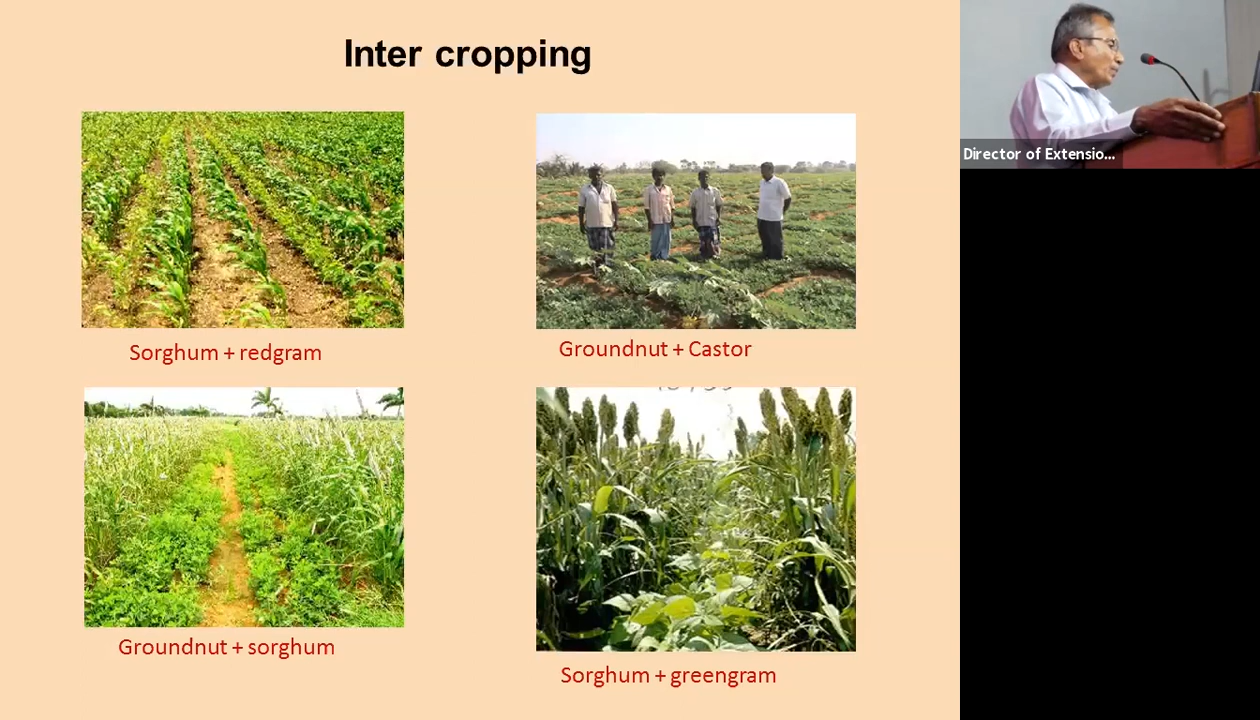 Inter cropping
Sorghum + redgram
Groundnut + Castor
Groundnut + sorghum
Sorghum + greengram
Director of Extensio...